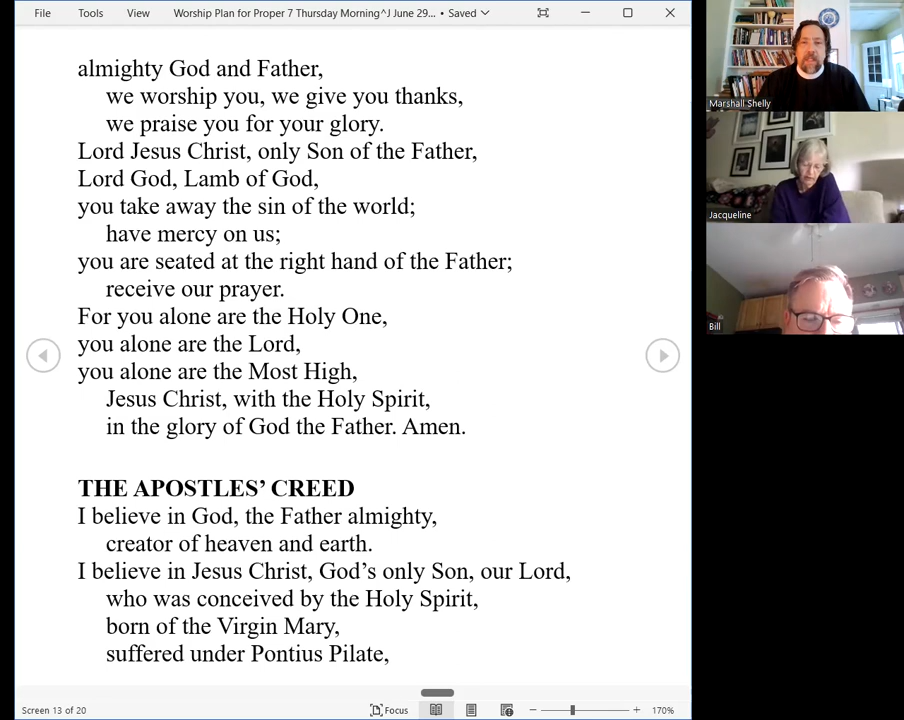 File Tools View Worship Plan for Proper 7 Thursday Morning^J June 29... • Saved
almighty God and Father,
we worship you, we give you thanks,
we praise you for your glory.
Lord Jesus Christ, only Son of the Father,
Lord God, Lamb of God,
you take away the sin of the world;
have mercy on us;
you are seated at the right hand of the Father;
receive our prayer.
For you alone are the Holy One,
you alone are the Lord,
you alone are the Most High,
Jesus Christ, with the Holy Spirit,
in the glory of God the Father. Amen.
THE APOSTLES’ CREED
I believe in God, the Father almighty,
creator of heaven and earth.
I believe in Jesus Christ, God’s only Son, our Lord,
who was conceived by the Holy Spirit,
born of the Virgin Mary,
suffered under Pontius Pilate,
Screen 13 of 20 Focus 170%
Marshall Shelly
Jacqueline
Bill